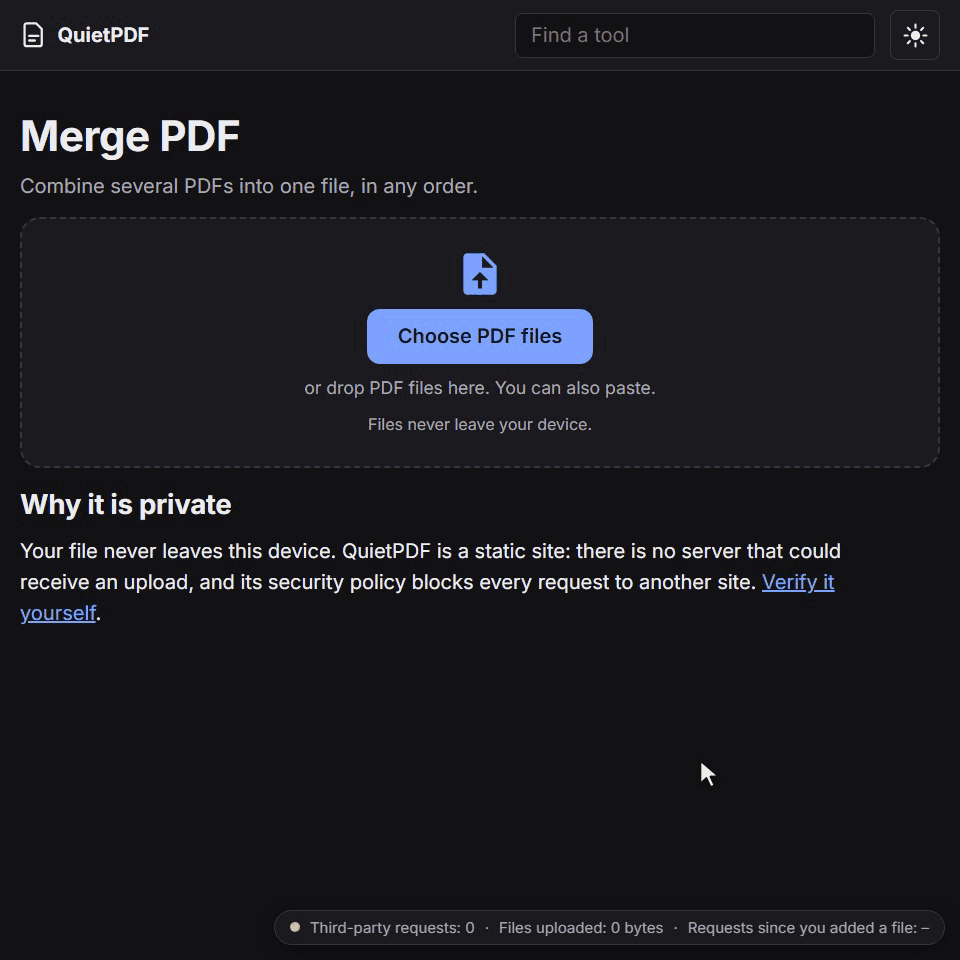 QuietPDF
Find a tool
Merge PDF
Combine several PDFs into one file, in any order.
Choose PDF files
or drop PDF files here. You can also paste.
Files never leave your device.
Why it is private
Your file never leaves this device. QuietPDF is a static site: there is no server that could
receive an upload, and its security policy blocks every request to another site. Verify it
yourself.
Third-party requests: 0 · Files uploaded: 0 bytes · Requests since you added a file: –